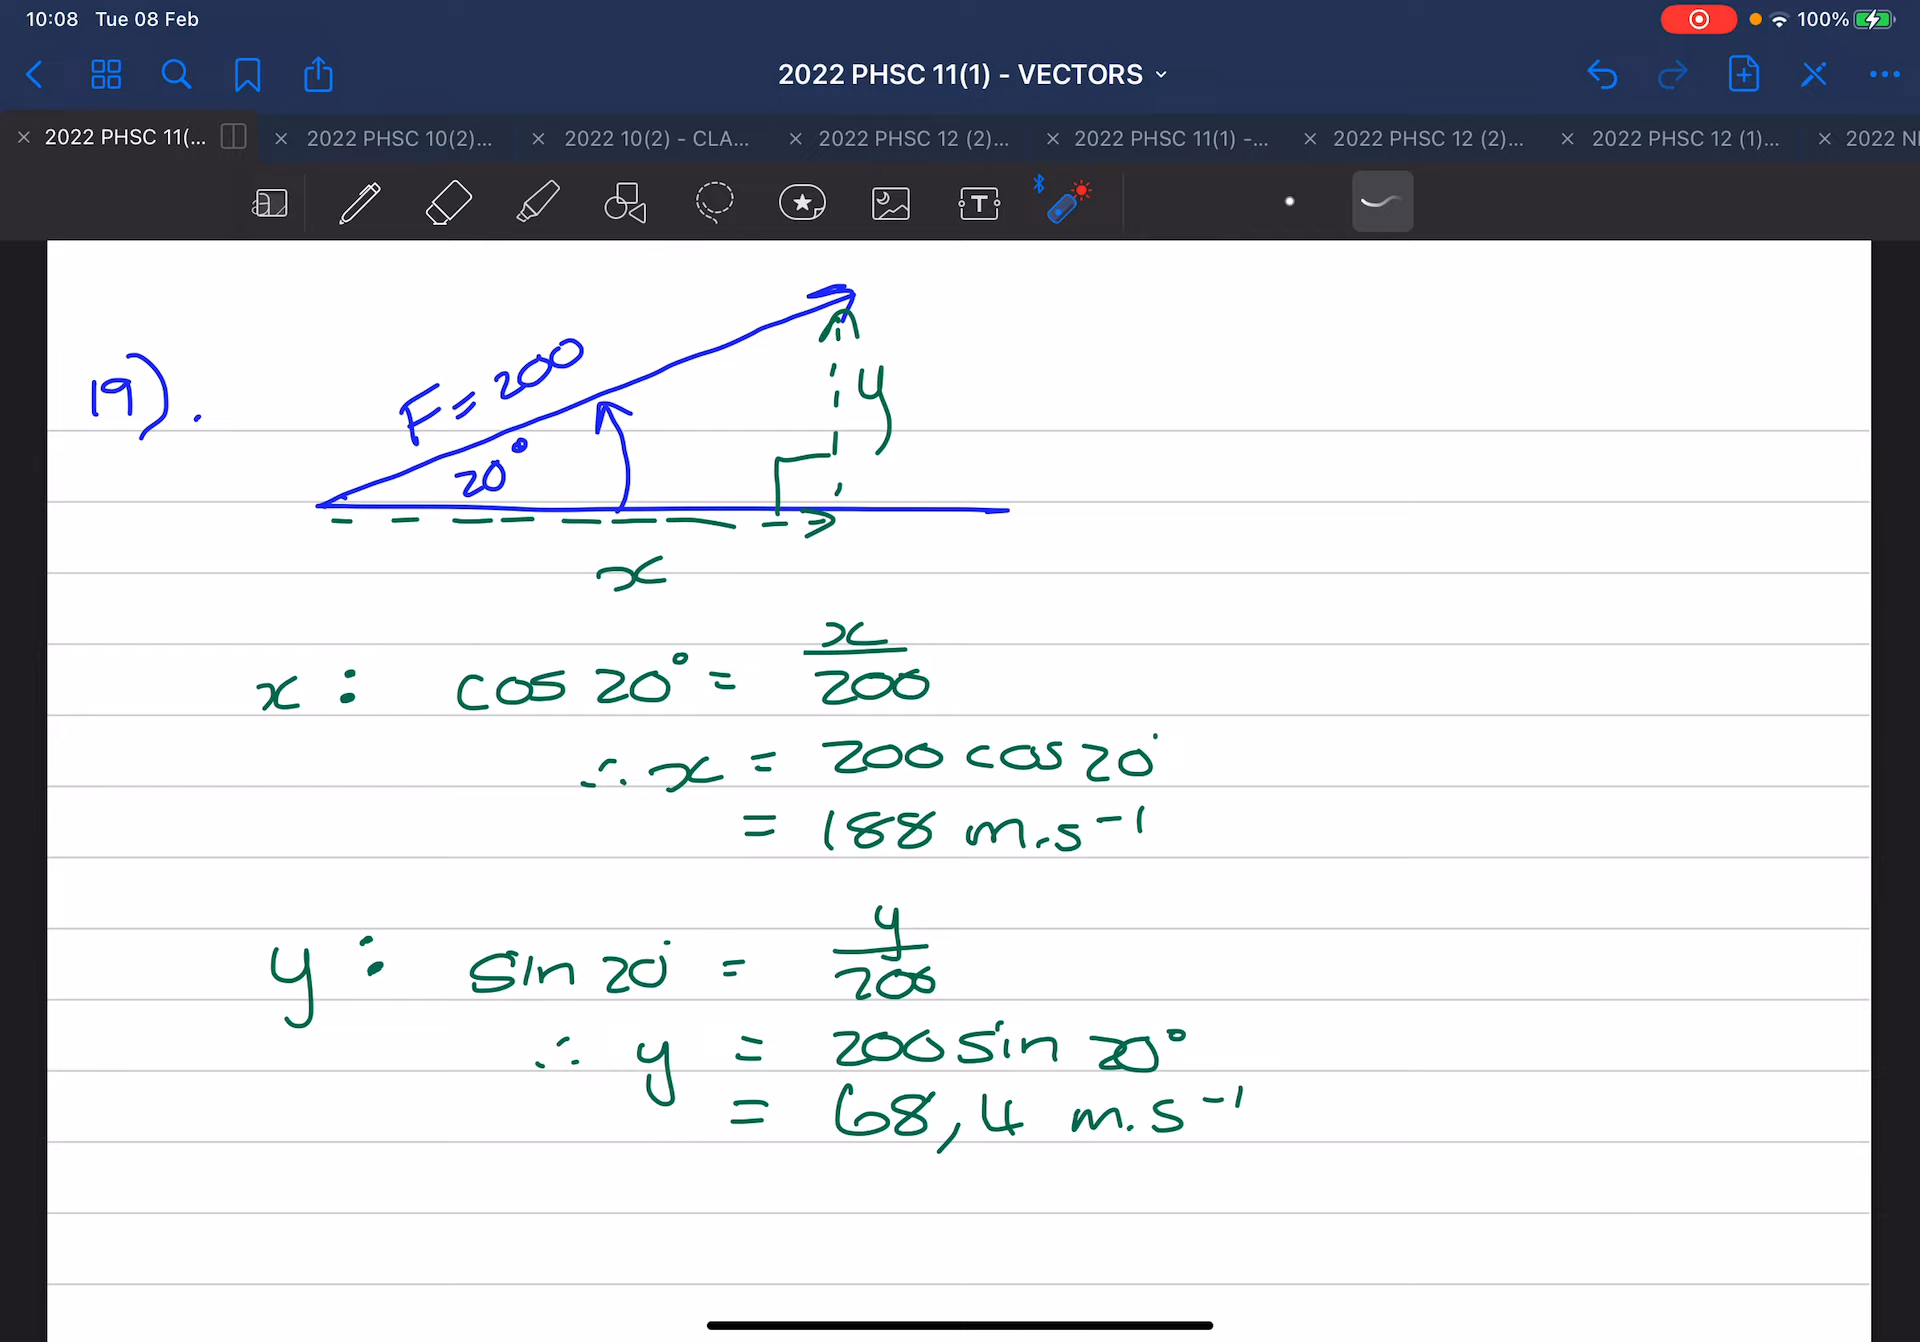 10:08 Tue 08 Feb 100%
2022 PHSC 11(1) - VECTORS
2022 PHSC 11(... 2022 PHSC 10(2)... 2022 10(2) - CLA... 2022 PHSC 12 (2)... 2022 PHSC 11(1) -... 2022 PHSC 12 (2)... 2022 PHSC 12 (1)... 2022 N
T
19).
F = 200
20°
y
x
x : cos 20° = x/200
∴ x = 200 cos 20°
= 188 m.s⁻¹
y : sin 20° = y/200
∴ y = 200 sin 20°
= 68,4 m.s⁻¹